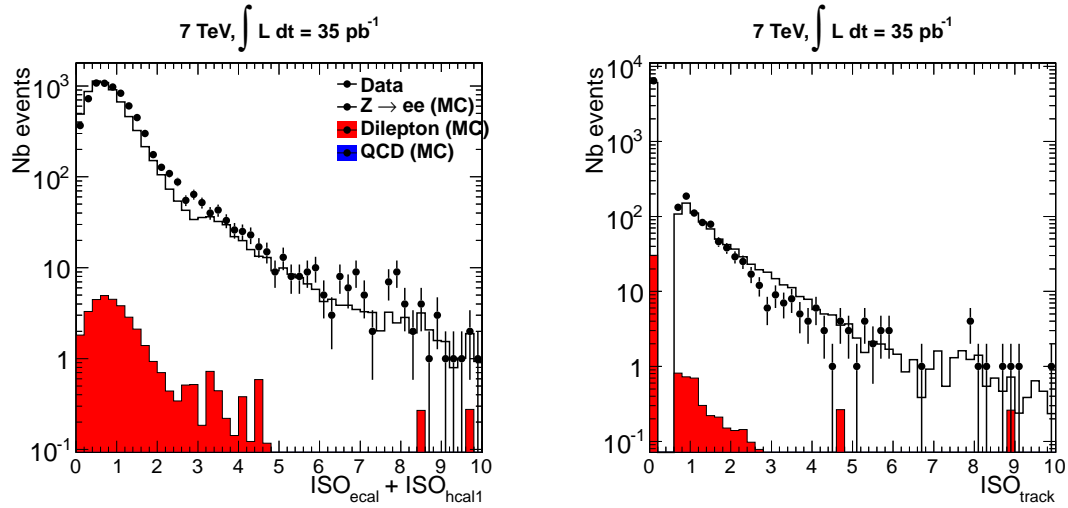 7 TeV, ∫ L dt = 35 pb⁻¹
Nb events
10³
10²
10
1
10⁻¹
Data
Z → ee (MC)
Dilepton (MC)
QCD (MC)
0 1 2 3 4 5 6 7 8 9 10
ISO_ecal + ISO_hcal1
7 TeV, ∫ L dt = 35 pb⁻¹
Nb events
10⁴
10³
10²
10
1
10⁻¹
0 1 2 3 4 5 6 7 8 9 10
ISO_track